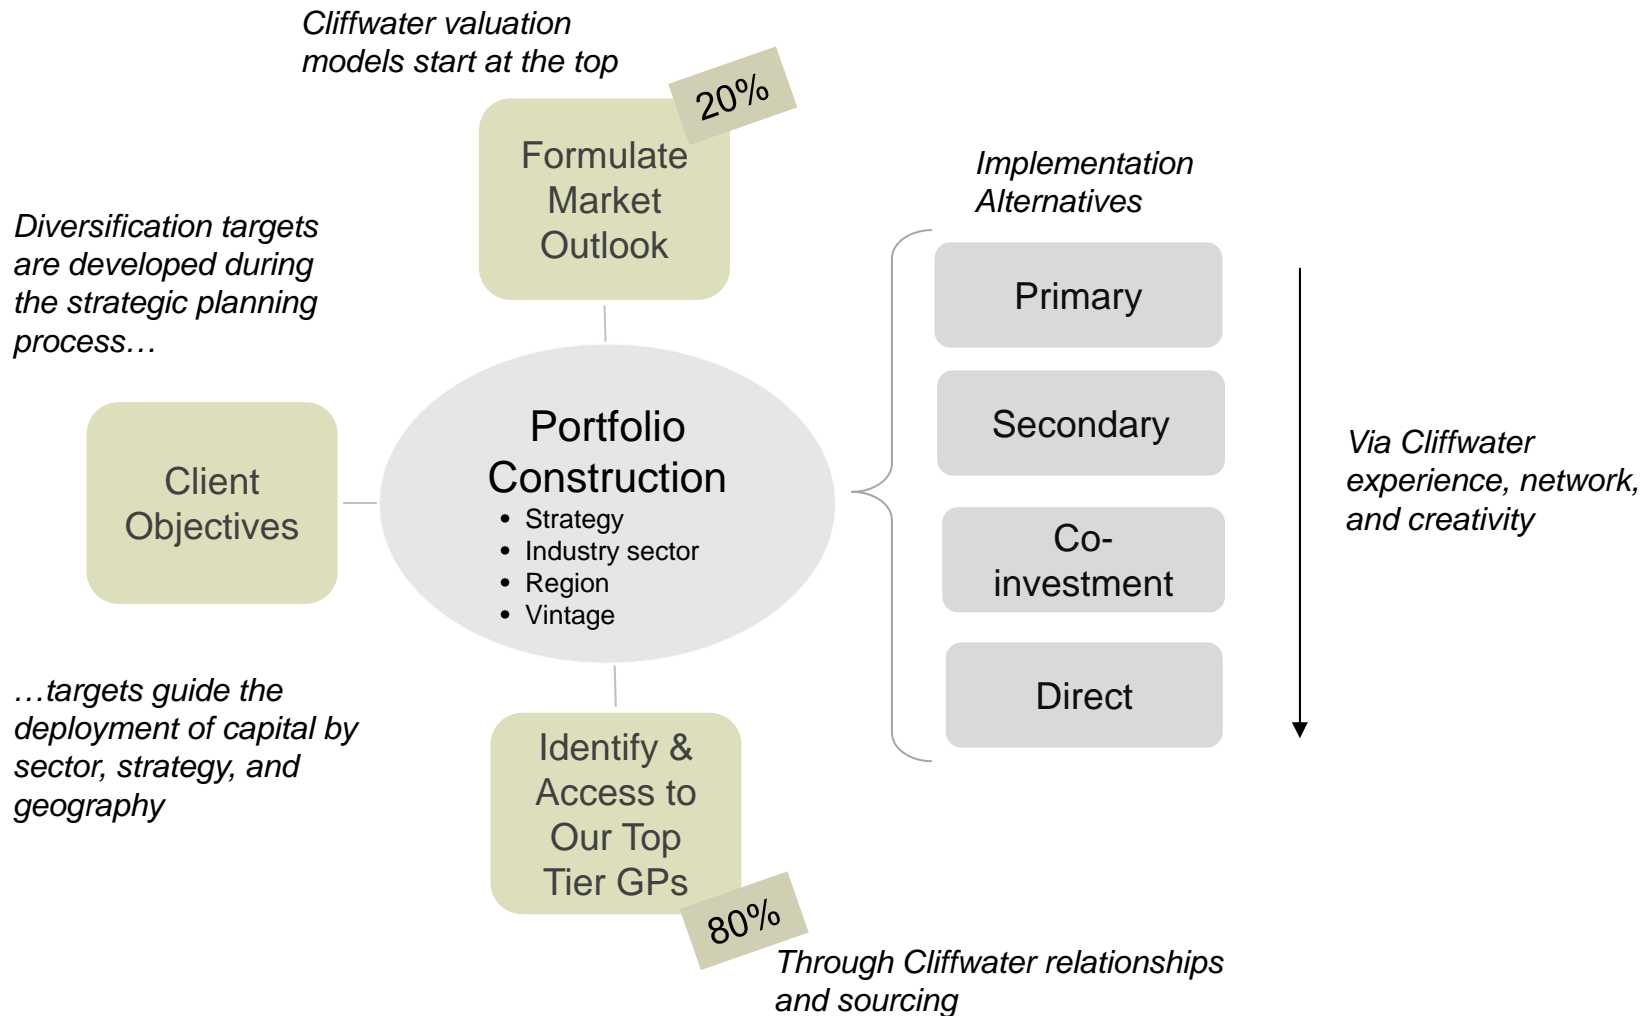 Cliffwater valuation
models start at the top
20%
Formulate
Market
Outlook
Diversification targets
are developed during
the strategic planning
process…
Client
Objectives
…targets guide the
deployment of capital by
sector, strategy, and
geography
Portfolio
Construction
• Strategy
• Industry sector
• Region
• Vintage
Identify &
Access to
Our Top
Tier GPs
80%
Through Cliffwater relationships
and sourcing
Implementation
Alternatives
Primary
Secondary
Co-
investment
Direct
Via Cliffwater
experience, network,
and creativity